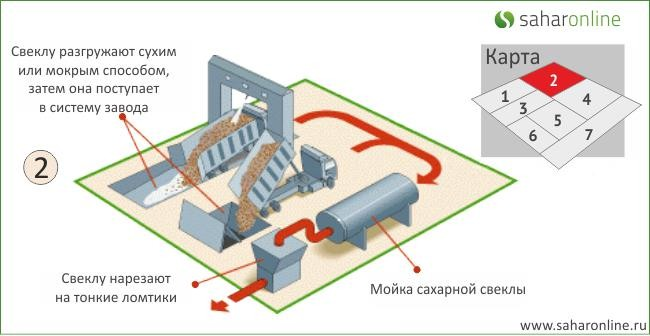 saharonline
Свеклу разгружают сухим
или мокрым способом,
затем она поступает
в систему завода
Карта
1
2
3
4
5
6
7
2
Свеклу нарезают
на тонкие ломтики
Мойка сахарной свеклы
www.saharonline.ru